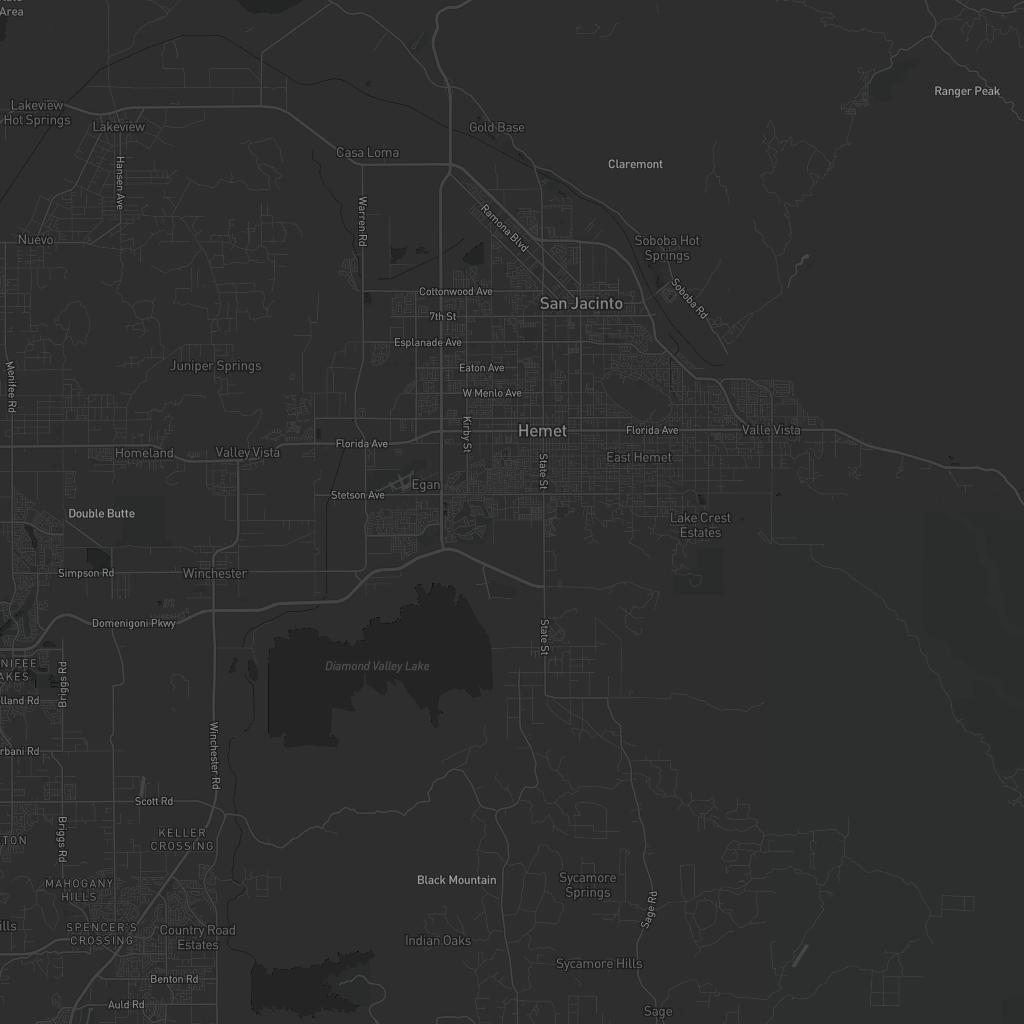 Area
Ranger Peak
Lakeview
Hot Springs
Lakeview
Gold Base
Casa Loma
Claremont
Hansen Ave
Warren Rd
Ramona Blvd
Nuevo
Soboba Hot
Springs
Soboba Rd
Cottonwood Ave
San Jacinto
7th St
Esplanade Ave
Juniper Springs
Eaton Ave
Menifee Rd
W Menlo Ave
Kirby St
Hemet
Florida Ave
Valle Vista
Florida Ave
Homeland
Valley Vista
East Hemet
State St
Egan
Stetson Ave
Double Butte
Lake Crest
Estates
Simpson Rd
Winchester
Domenigoni Pkwy
State St
NIFEE
AKES
Diamond Valley Lake
Briggs Rd
lland Rd
Winchester Rd
rbani Rd
Scott Rd
Briggs Rd
TON
KELLER
CROSSING
MAHOGANY
HILLS
Black Mountain
Sycamore
Springs
Sage Rd
ills
SPENCER'S
CROSSING
Country Road
Estates
Indian Oaks
Sycamore Hills
Benton Rd
Auld Rd
Sage